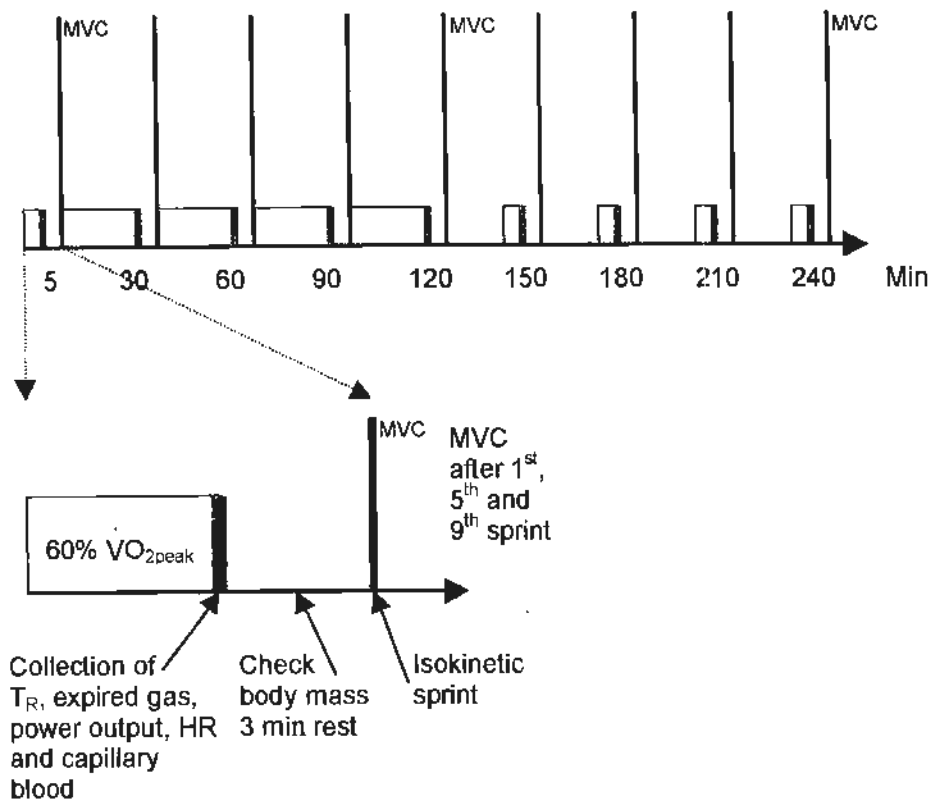 MVC MVC MVC
5 30 60 90 120 150 180 210 240 Min
MVC
MVC
after 1st,
5th and
9th sprint
60% V̇O2peak
Collection of
TR, expired gas,
power output, HR
and capillary
blood
Check
body mass
3 min rest
Isokinetic
sprint